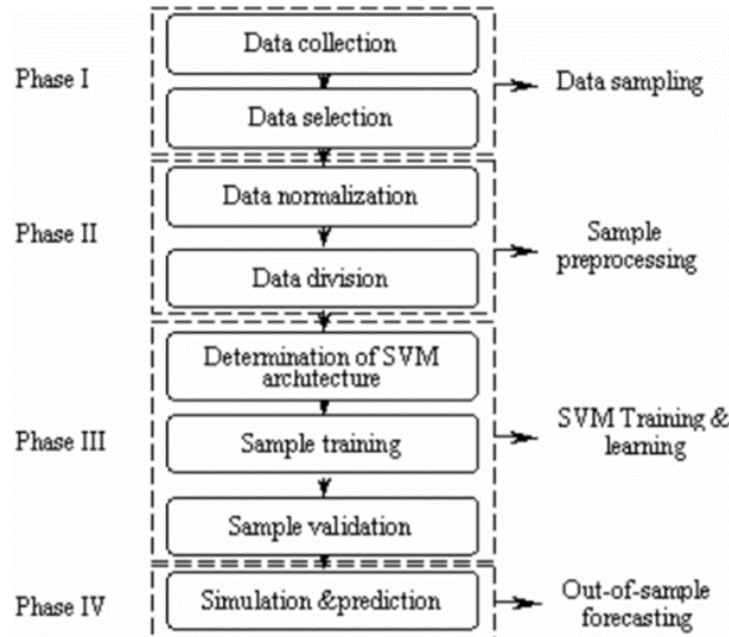 Data collection
Phase I
Data sampling
Data selection
Data normalization
Phase II
Sample
preprocessing
Data division
Determination of SVM
architecture
Phase III
Sample training
SVM Training &
learning
Sample validation
Phase IV
Simulation &prediction
Out-of-sample
forecasting